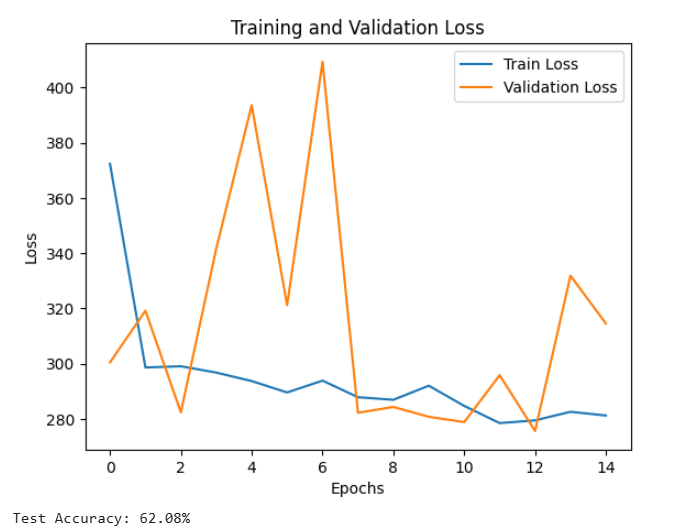 Training and Validation Loss
Train Loss
Validation Loss
400
380
360
340
320
300
280
Loss
0 2 4 6 8 10 12 14
Epochs
Test Accuracy: 62.08%